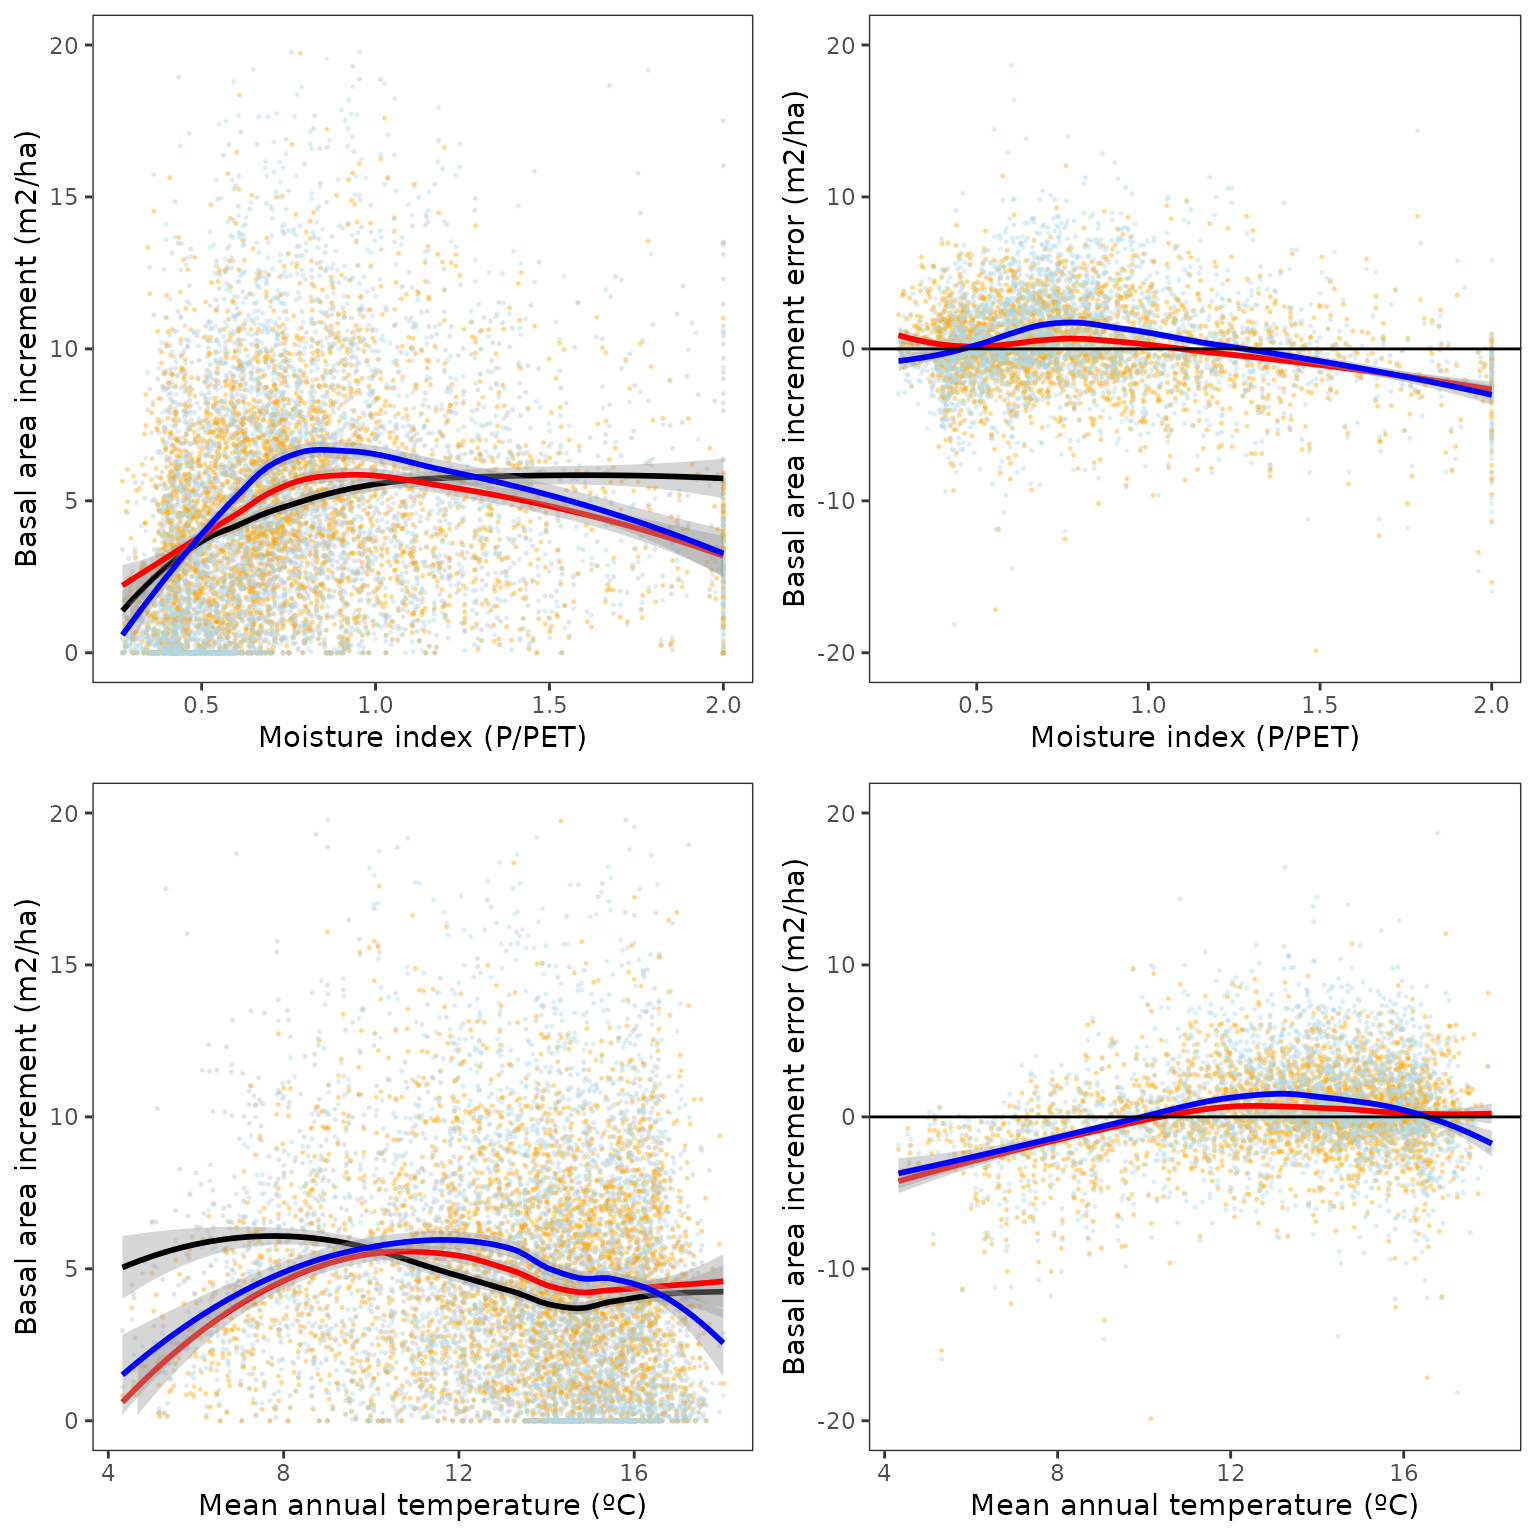 Basal area increment (m2/ha)
20
15
10
5
0
0.5 1.0 1.5 2.0
Moisture index (P/PET)
Basal area increment error (m2/ha)
20
10
0
-10
-20
0.5 1.0 1.5 2.0
Moisture index (P/PET)
Basal area increment (m2/ha)
20
15
10
5
0
4 8 12 16
Mean annual temperature (ºC)
Basal area increment error (m2/ha)
20
10
0
-10
-20
4 8 12 16
Mean annual temperature (ºC)